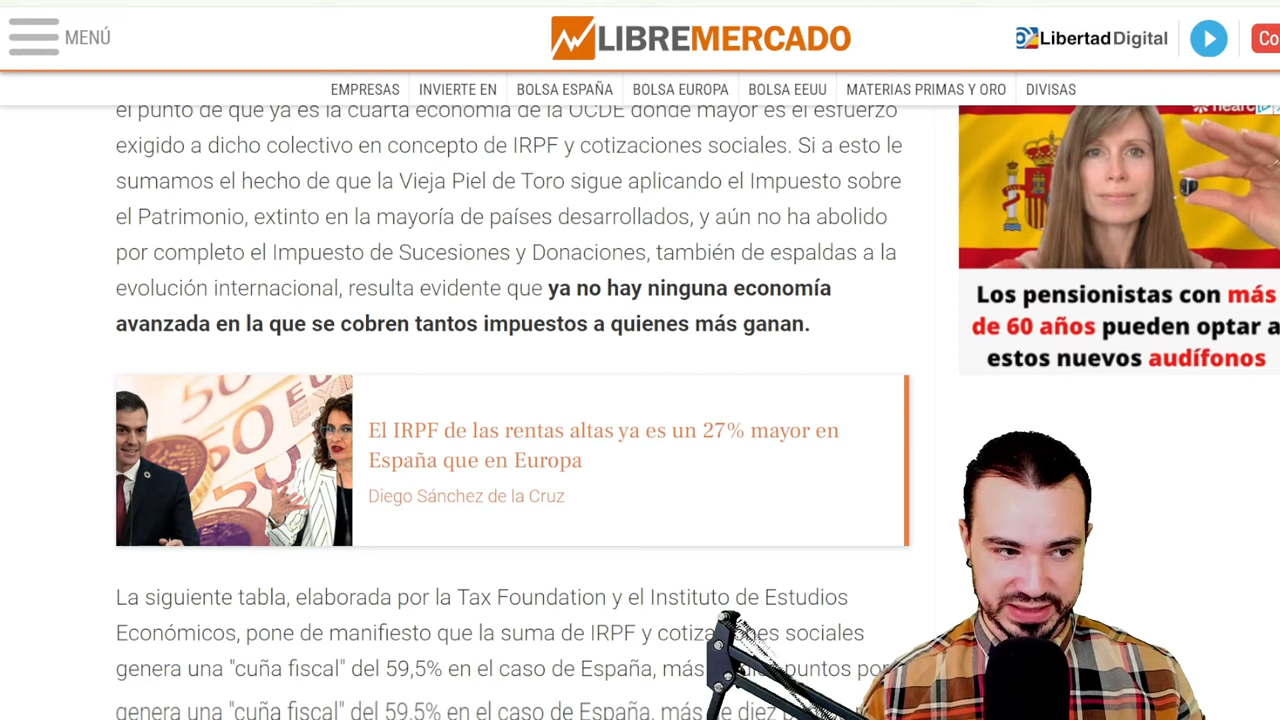 MENÚ
LIBREMERCADO
LibertadDigital
Co
EMPRESAS
INVIERTE EN
BOLSA ESPAÑA
BOLSA EUROPA
BOLSA EEUU
MATERIAS PRIMAS Y ORO
DIVISAS
el punto de que ya es la cuarta economía de la OCDE donde mayor es el esfuerzo
exigido a dicho colectivo en concepto de IRPF y cotizaciones sociales. Si a esto le
sumamos el hecho de que la Vieja Piel de Toro sigue aplicando el Impuesto sobre
el Patrimonio, extinto en la mayoría de países desarrollados, y aún no ha abolido
por completo el Impuesto de Sucesiones y Donaciones, también de espaldas a la
evolución internacional, resulta evidente que ya no hay ninguna economía
avanzada en la que se cobren tantos impuestos a quienes más ganan.
Los pensionistas con más
de 60 años pueden optar a
estos nuevos audífonos
El IRPF de las rentas altas ya es un 27% mayor en
España que en Europa
Diego Sánchez de la Cruz
La siguiente tabla, elaborada por la Tax Foundation y el Instituto de Estudios
Económicos, pone de manifiesto que la suma de IRPF y sociales
genera una "cuña fiscal" del 59,5% en el caso de España, más puntos por
genera una "cuña fiscal" del 59,5% en el caso de España, más de diez